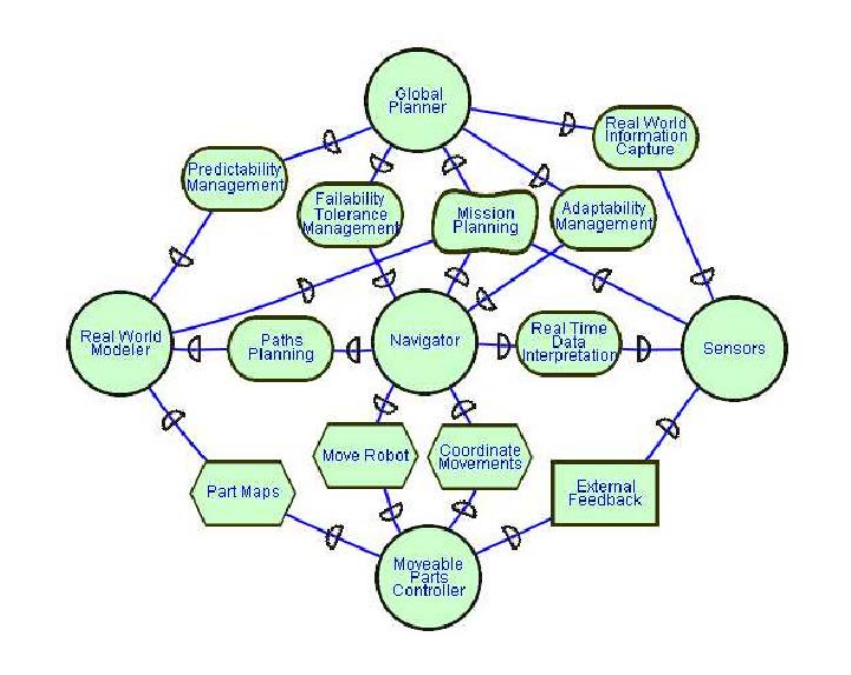 Global
Planner
Real World
Information
Capture
Predictability
Management
Failability
Tolerance
Management
Mission
Planning
Adaptability
Management
Real World
Modeler
Paths
Planning
Navigator
Real Time
Data
Interpretation
Sensors
Move Robot
Coordinate
Movements
Part Maps
External
Feedback
Moveable
Parts
Controller